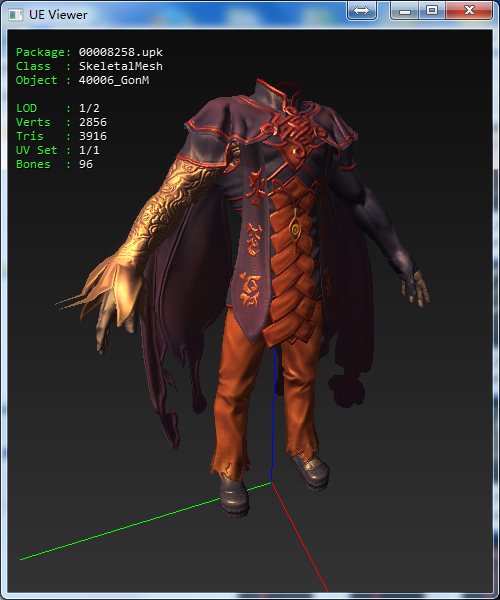 UE Viewer
Package: 00008258.upk
Class : SkeletalMesh
Object : 40006_GonM
LOD : 1/2
Verts : 2856
Tris : 3916
UV Set : 1/1
Bones : 96